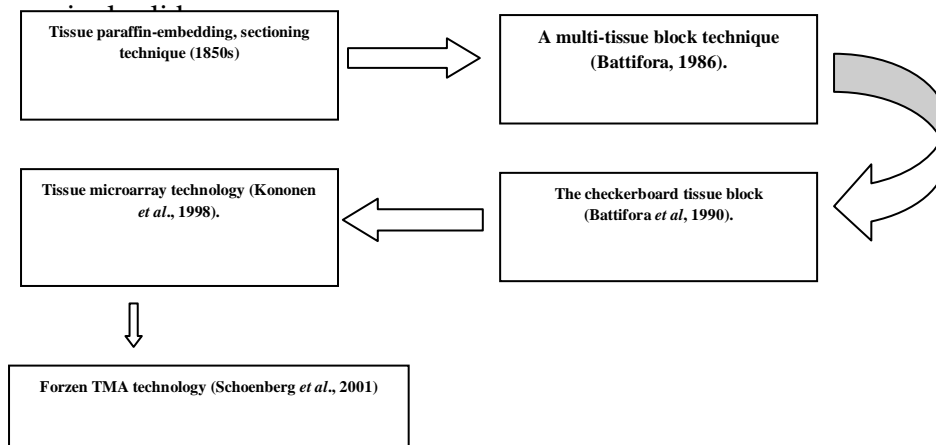 Tissue paraffin-embedding, sectioning
technique (1850s)
A multi-tissue block technique
(Battifora, 1986).
The checkerboard tissue block
(Battifora et al, 1990).
Tissue microarray technology (Kononen
et al., 1998).
Forzen TMA technology (Schoenberg et al., 2001)